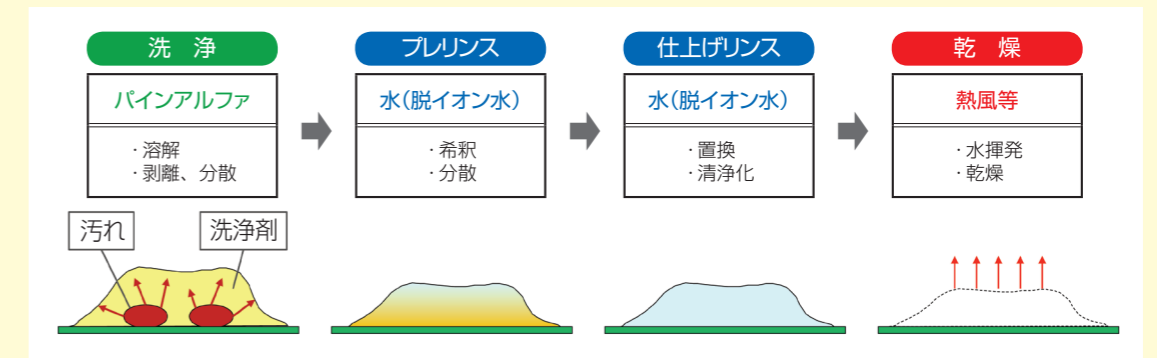 洗 浄
パインアルファ
・溶解
・剥離、分散
プレリンス
水(脱イオン水)
・希釈
・分散
仕上げリンス
水(脱イオン水)
・置換
・清浄化
乾 燥
熱風等
・水揮発
・乾燥
汚れ
洗浄剤